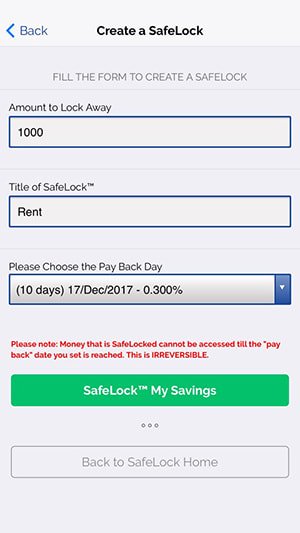 Back Create a SafeLock
FILL THE FORM TO CREATE A SAFELOCK
Amount to Lock Away
1000
Title of SafeLock™
Rent
Please Choose the Pay Back Day
(10 days) 17/Dec/2017 - 0.300%
Please note: Money that is SafeLocked cannot be accessed till the "pay
back" date you set is reached. This is IRREVERSIBLE.
SafeLock™ My Savings
Back to SafeLock Home